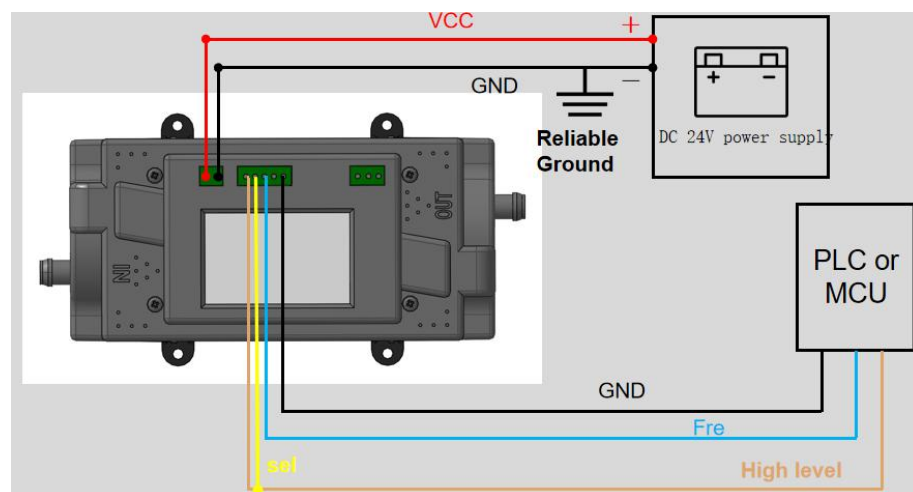 VCC
+
−
GND
+ −
Reliable
Ground
DC 24V power supply
OUT
IN
PLC or
MCU
GND
Fre
sel
High level